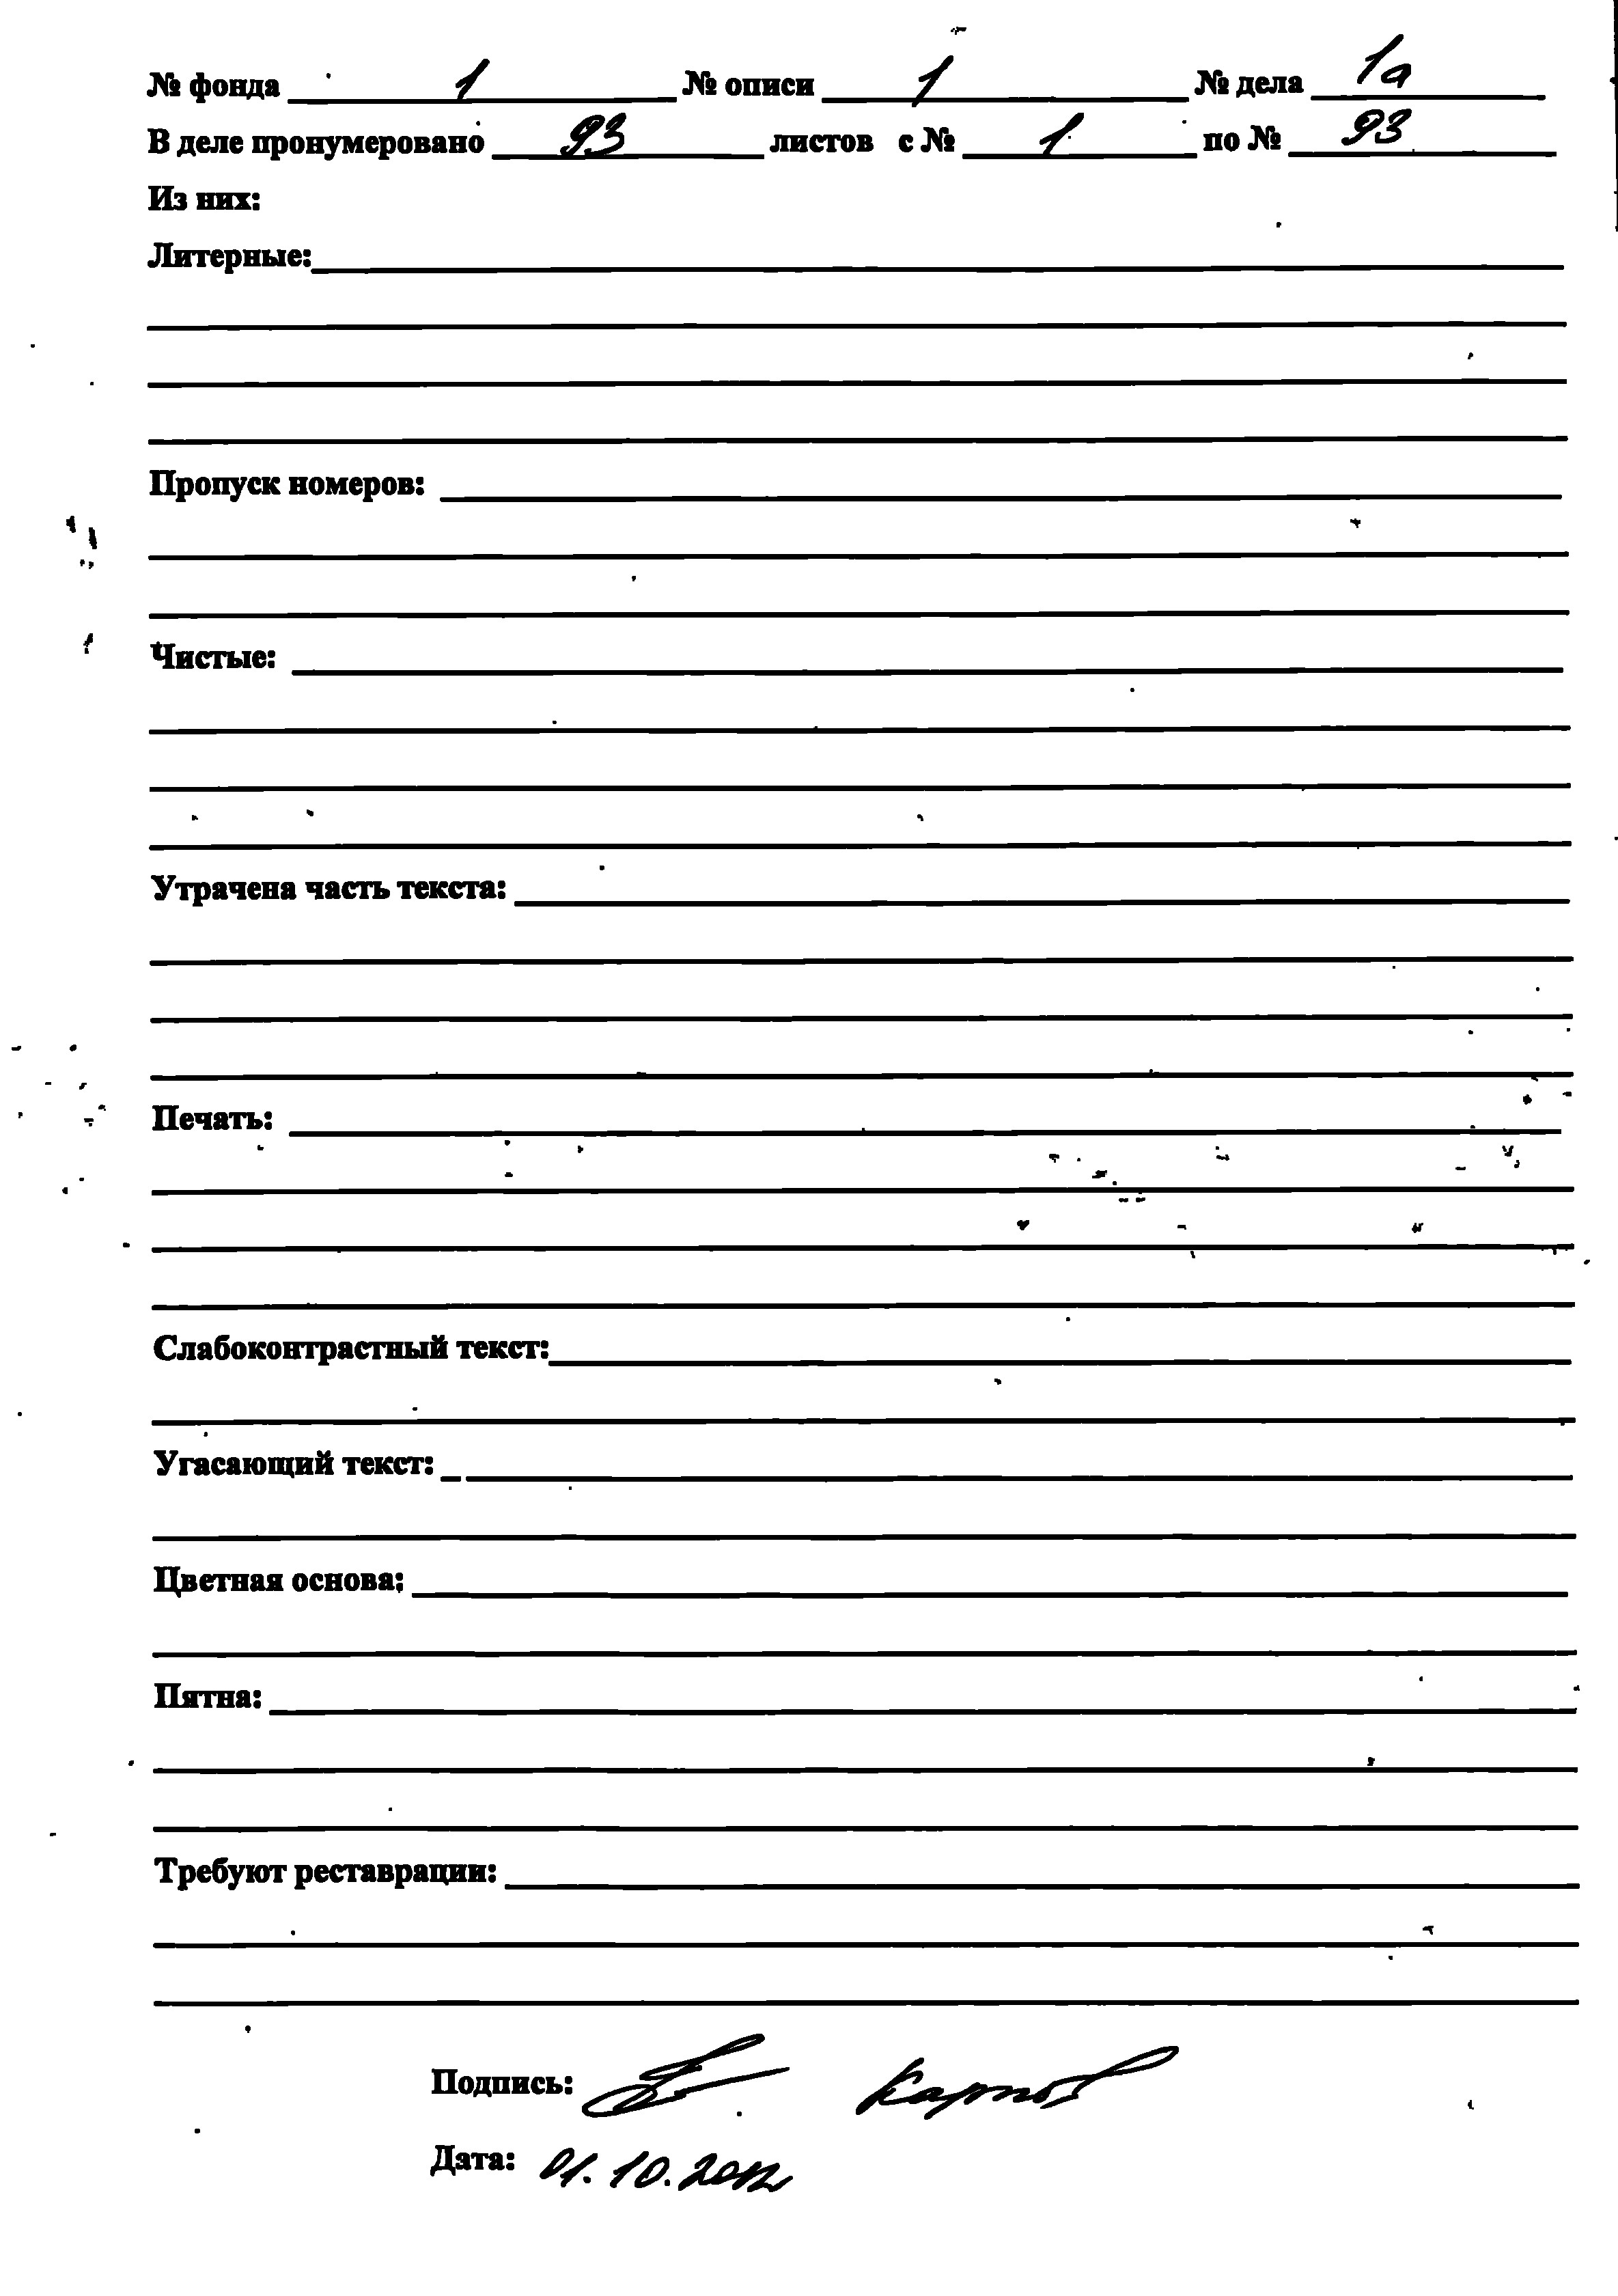 № фонда 1 № описи 1 № дела 1а
В деле пронумеровано 93 листов с № 1 по № 93
Из них:
Литерные:
Пропуск номеров:
Чистые:
Утрачена часть текста:
Печать:
Слабоконтрастный текст:
Угасающий текст:
Цветная основа:
Пятна:
Требуют реставрации:
Подпись: Карпов
Дата: 01.10.2012